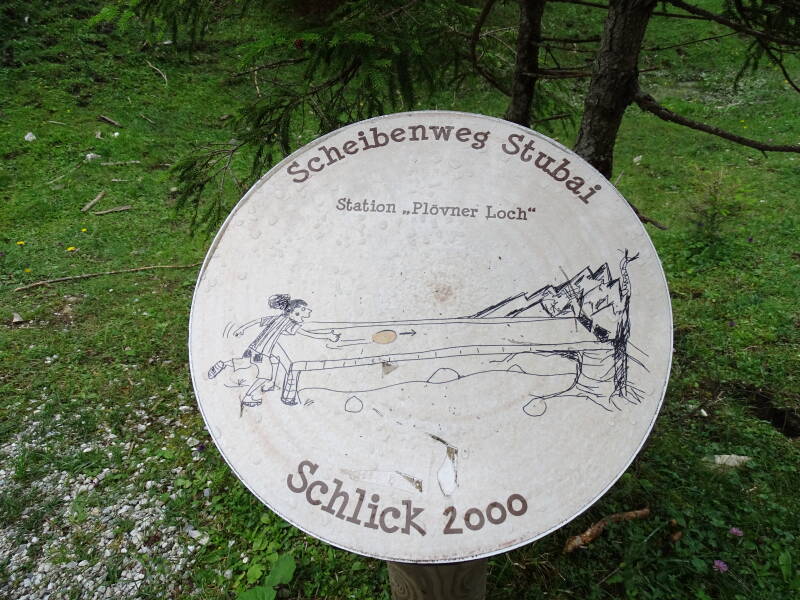 Scheibenweg Stubai
Station „Plövner Loch“
Schlick 2000